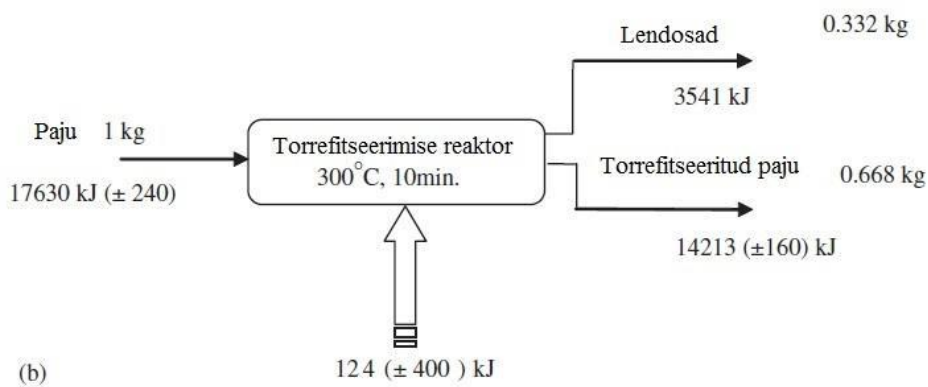 Lendosad 0.332 kg
3541 kJ
Paju 1 kg
17630 kJ (± 240)
Torrefitseerimise reaktor
300°C, 10min.
Torrefitseeritud paju 0.668 kg
14213 (±160) kJ
124 (± 400 ) kJ
(b)